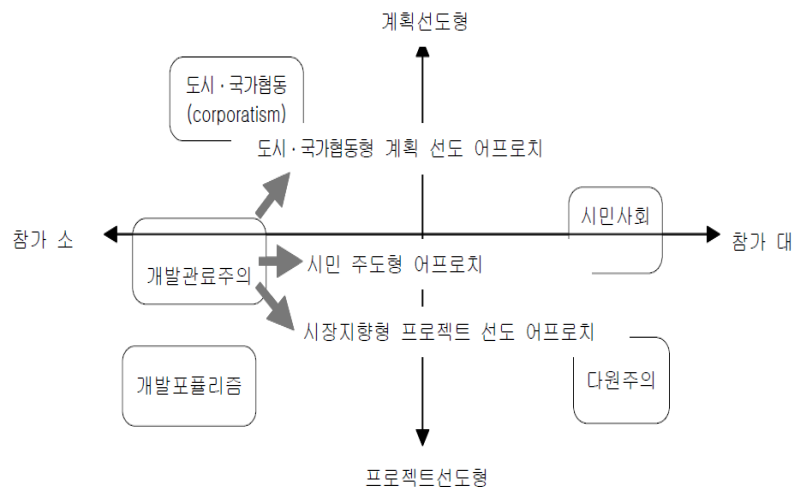 계획선도형
도시·국가협동
(corporatism)
도시·국가협동형 계획 선도 어프로치
시민사회
참가 소
참가 대
개발관료주의
시민 주도형 어프로치
시장지향형 프로젝트 선도 어프로치
개발포퓰리즘
다원주의
프로젝트선도형